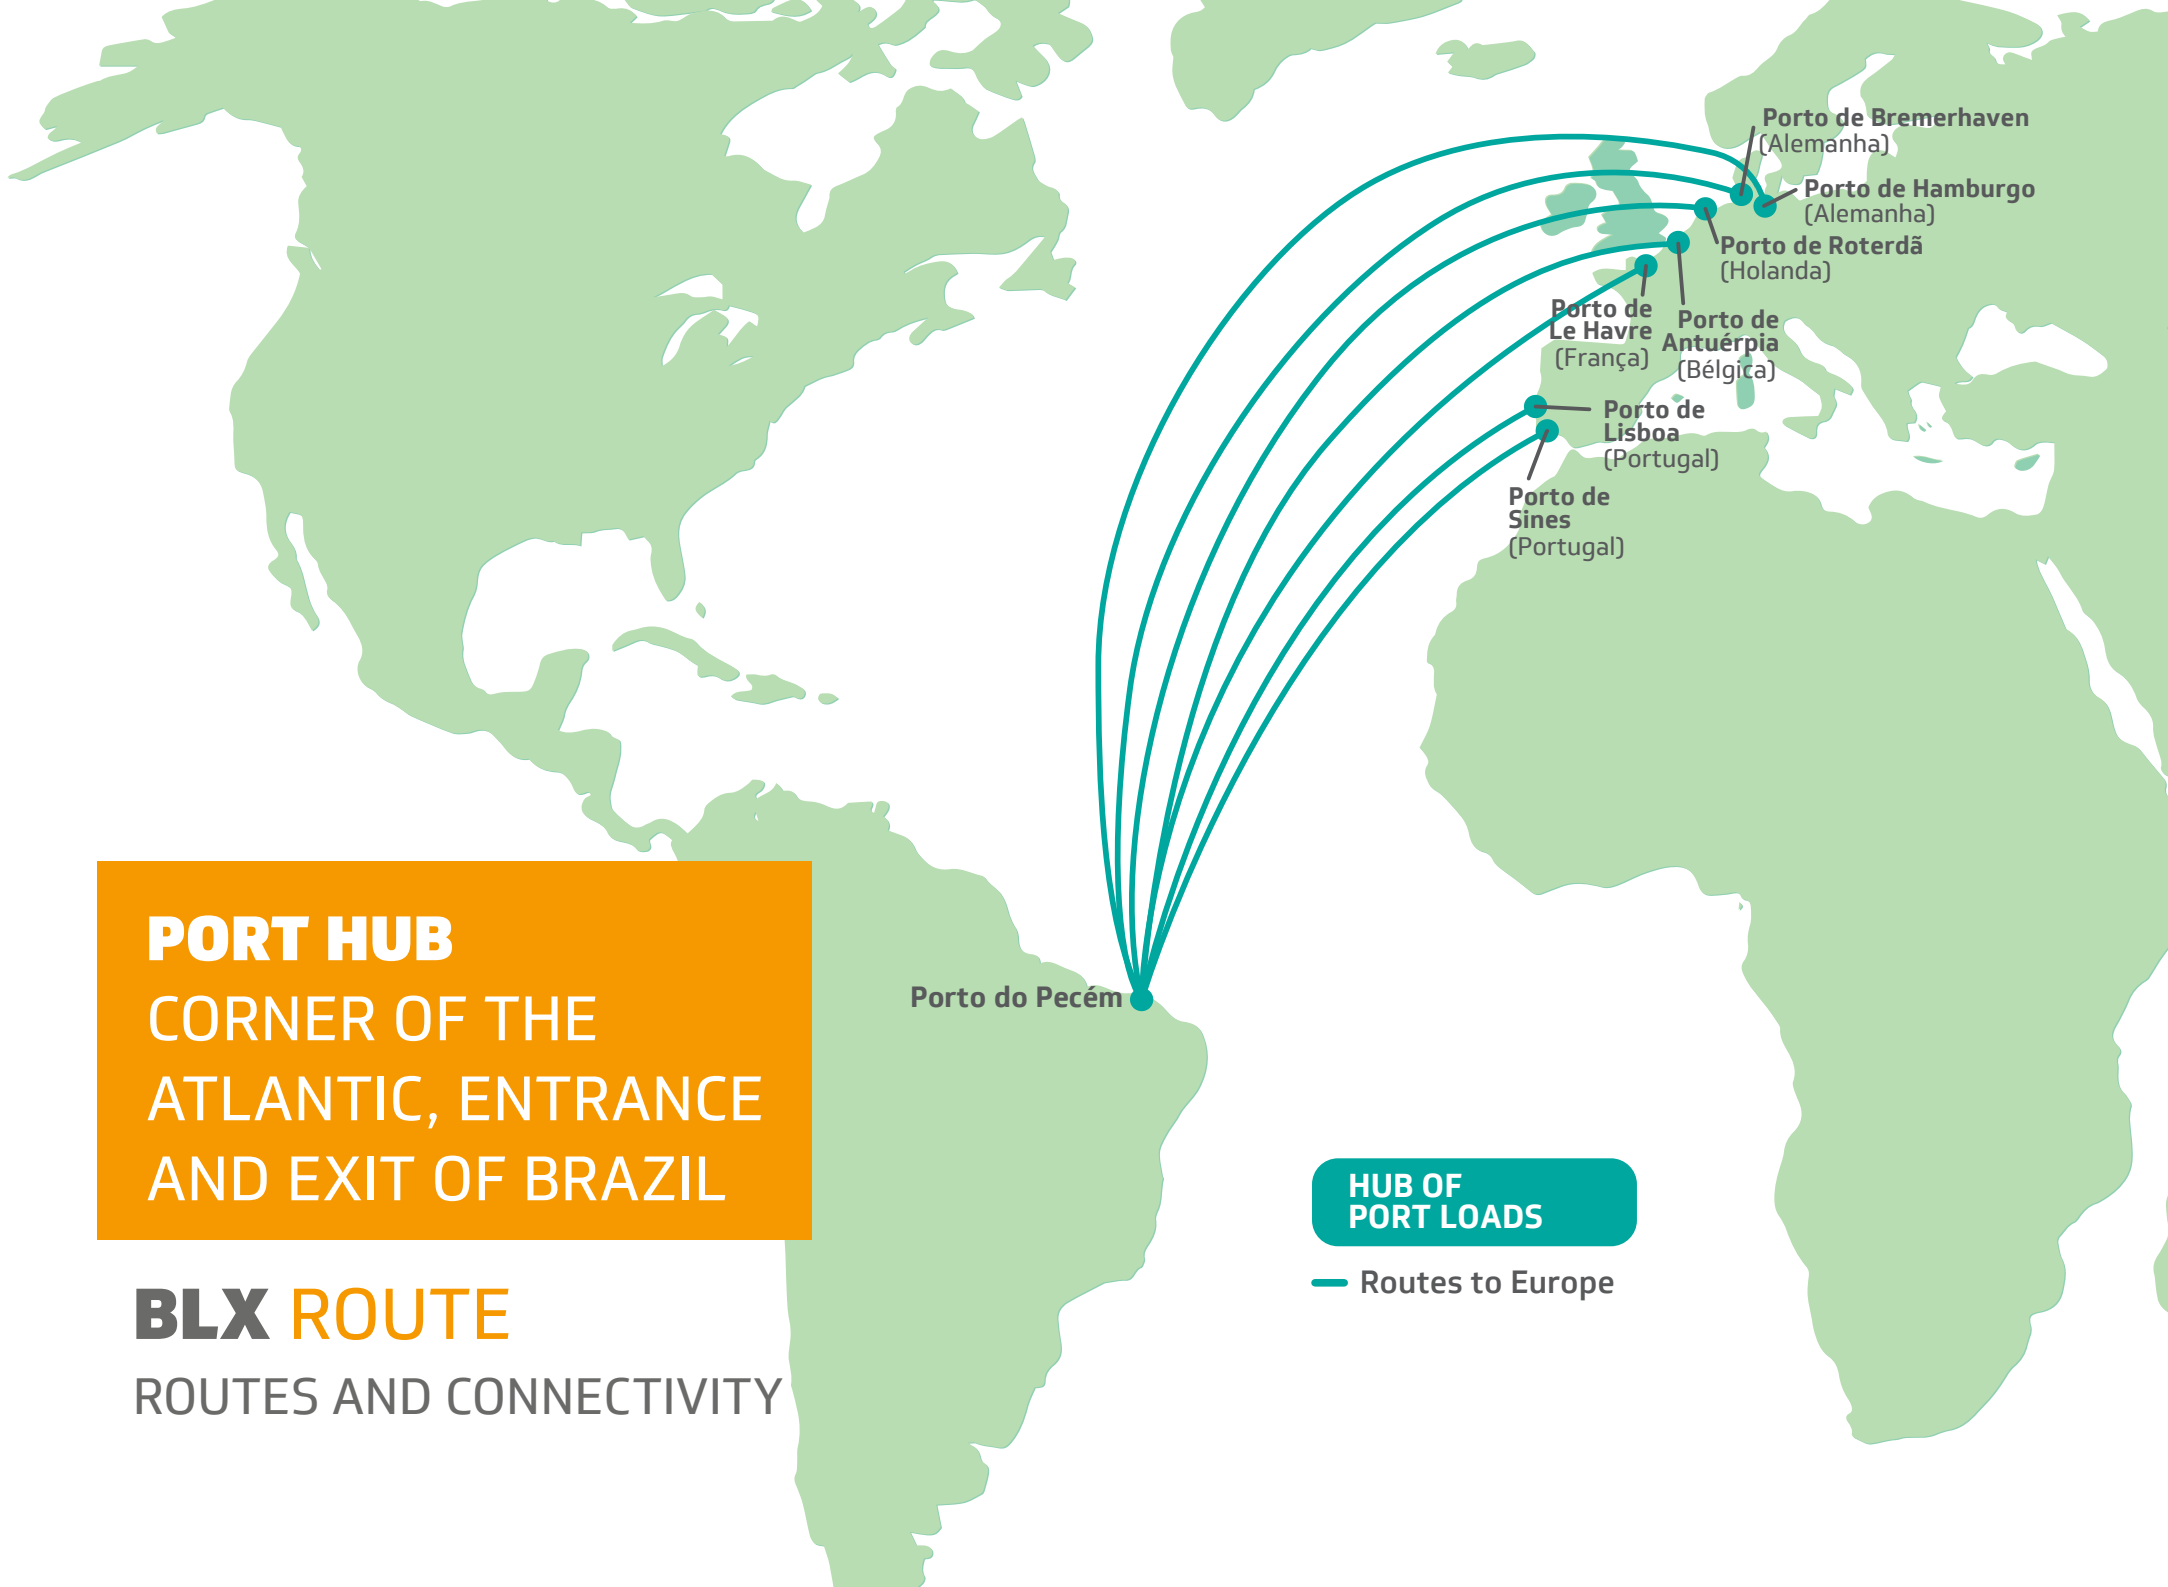 Porto de Bremerhaven
(Alemanha)
Porto de Hamburgo
(Alemanha)
Porto de Roterdã
(Holanda)
Porto de
Le Havre
(França)
Porto de
Antuérpia
(Bélgica)
Porto de
Lisboa
(Portugal)
Porto de
Sines
(Portugal)
Porto do Pecém
PORT HUB
CORNER OF THE
ATLANTIC, ENTRANCE
AND EXIT OF BRAZIL
BLX ROUTE
ROUTES AND CONNECTIVITY
HUB OF
PORT LOADS
Routes to Europe